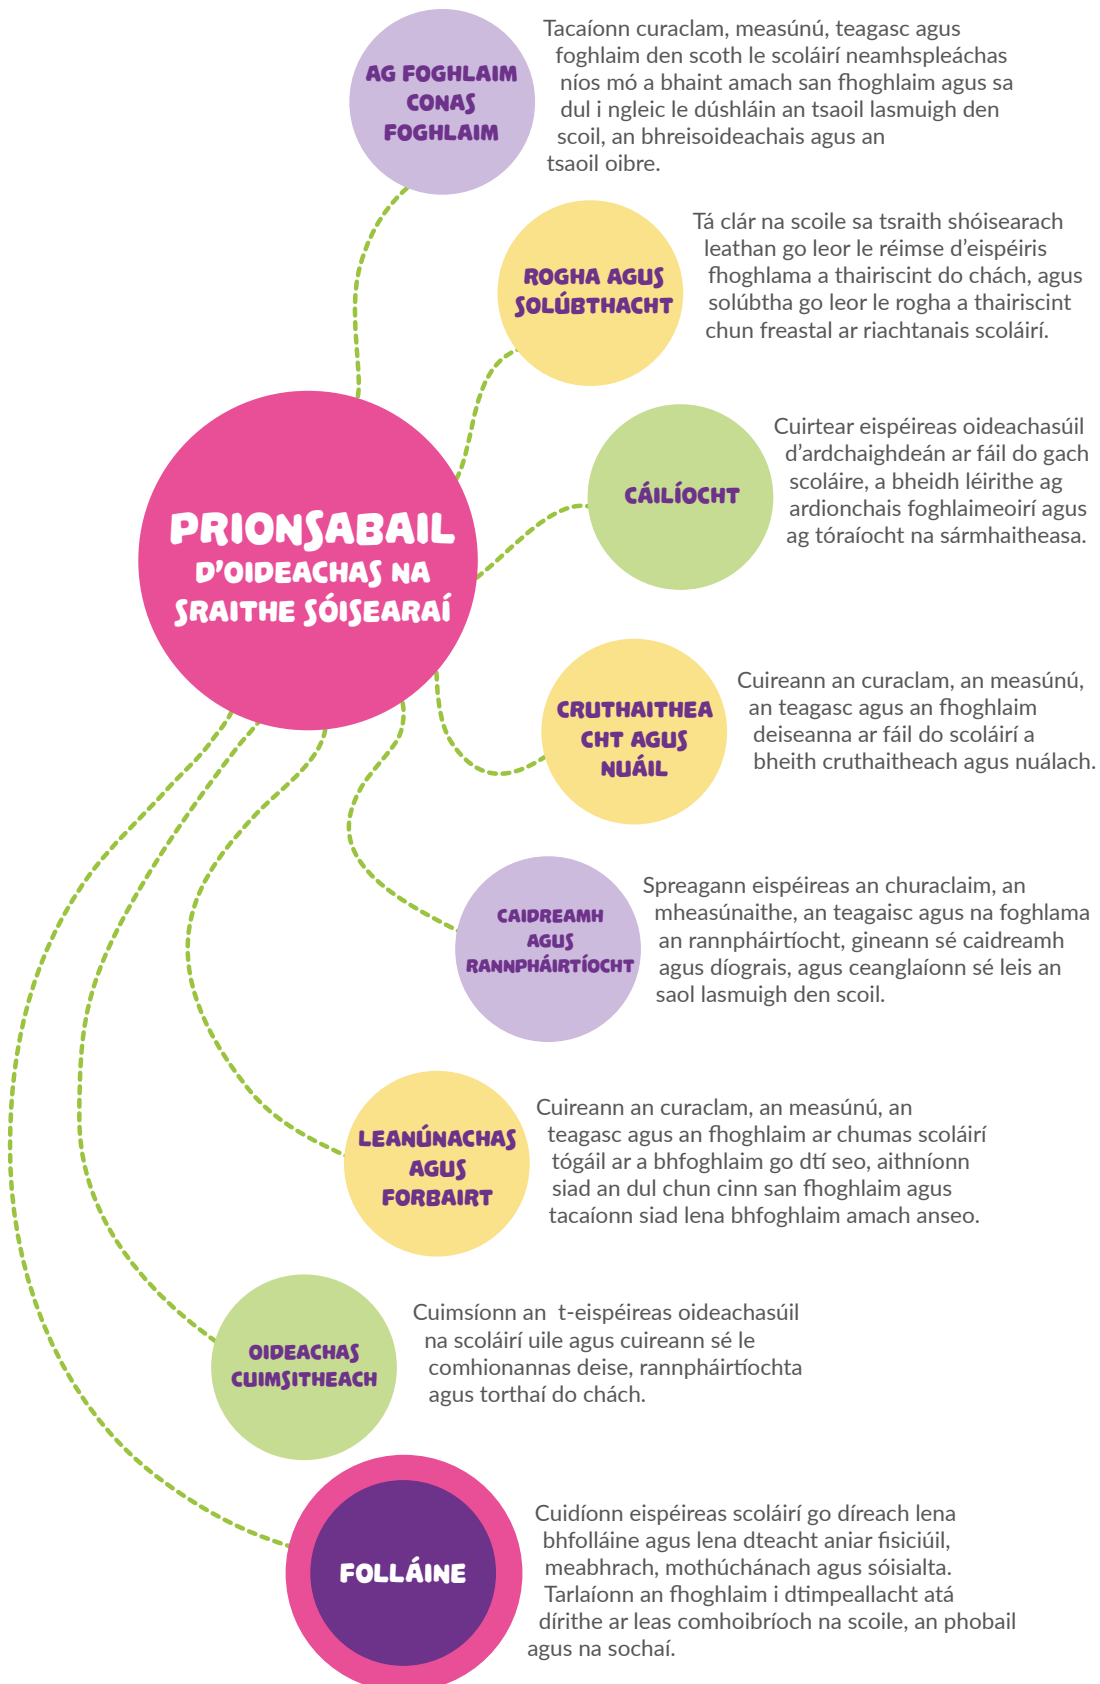 AG FOGHLAIM
CONAS
FOGHLAIM
Tacaíonn curaclam, measúnú, teagasc agus
foghlaim den scoth le scoláirí neamhspleáchas
níos mó a bhaint amach san fhoghlaim agus sa
dul i ngleic le dúshláin an tsaoil lasmuigh den
scoil, an bhreisoideachais agus an
tsaoil oibre.
ROGHA AGUS
SOLÚBTHACHT
Tá clár na scoile sa tsraith shóisearach
leathan go leor le réimse d'eispéiris
fhoghlama a thairiscint do chách, agus
solúbtha go leor le rogha a thairiscint
chun freastal ar riachtanais scoláirí.
PRIONSABAIL
D'OIDEACHAS NA
SRAITHE SÓISEARAÍ
CÁILÍOCHT
Cuirtear eispéireas oideachasúil
d'ardchaighdeán ar fáil do gach
scoláire, a bheidh léirithe ag
ardionchais foghlaimeoirí agus
ag tóraíocht na sármhaitheasa.
CRUTHAITHEA
CHT AGUS
NUÁIL
Cuireann an curaclam, an measúnú,
an teagasc agus an fhoghlaim
deiseanna ar fáil do scoláirí a
bheith cruthaitheach agus nuálach.
CAIDREAMH
AGUS
RANNPHÁIRTÍOCHT
Spreagann eispéireas an churaclaim, an
mheasúnaithe, an teagaisc agus na foghlama
an rannpháirtíocht, gineann sé caidreamh
agus díograis, agus ceanglaíonn sé leis an
saol lasmuigh den scoil.
LEANÚNACHAS
AGUS
FORBAIRT
Cuireann an curaclam, an measúnú, an
teagasc agus an fhoghlaim ar chumas scoláirí
tógáil ar a bhfoghlaim go dtí seo, aithníonn
siad an dul chun cinn san fhoghlaim agus
tacaíonn siad lena bhfoghlaim amach anseo.
OIDEACHAS
CUIMSITHEACH
Cuimsíonn an t-eispéireas oideachasúil
na scoláirí uile agus cuireann sé le
comhionannas deise, rannpháirtíochta
agus torthaí do chách.
FOLLÁINE
Cuidíonn eispéireas scoláirí go díreach lena
bhfolláine agus lena dteacht aniar fisiciúil,
meabhrach, mothúchánach agus sóisialta.
Tarlaíonn an fhoghlaim i dtimpeallacht atá
dírithe ar leas comhoibríoch na scoile, an phobail
agus na sochaí.